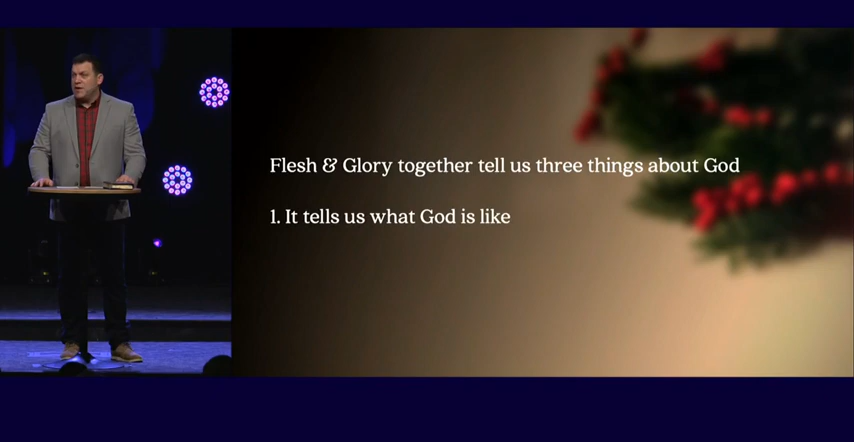 Flesh & Glory together tell us three things about God
1. It tells us what God is like